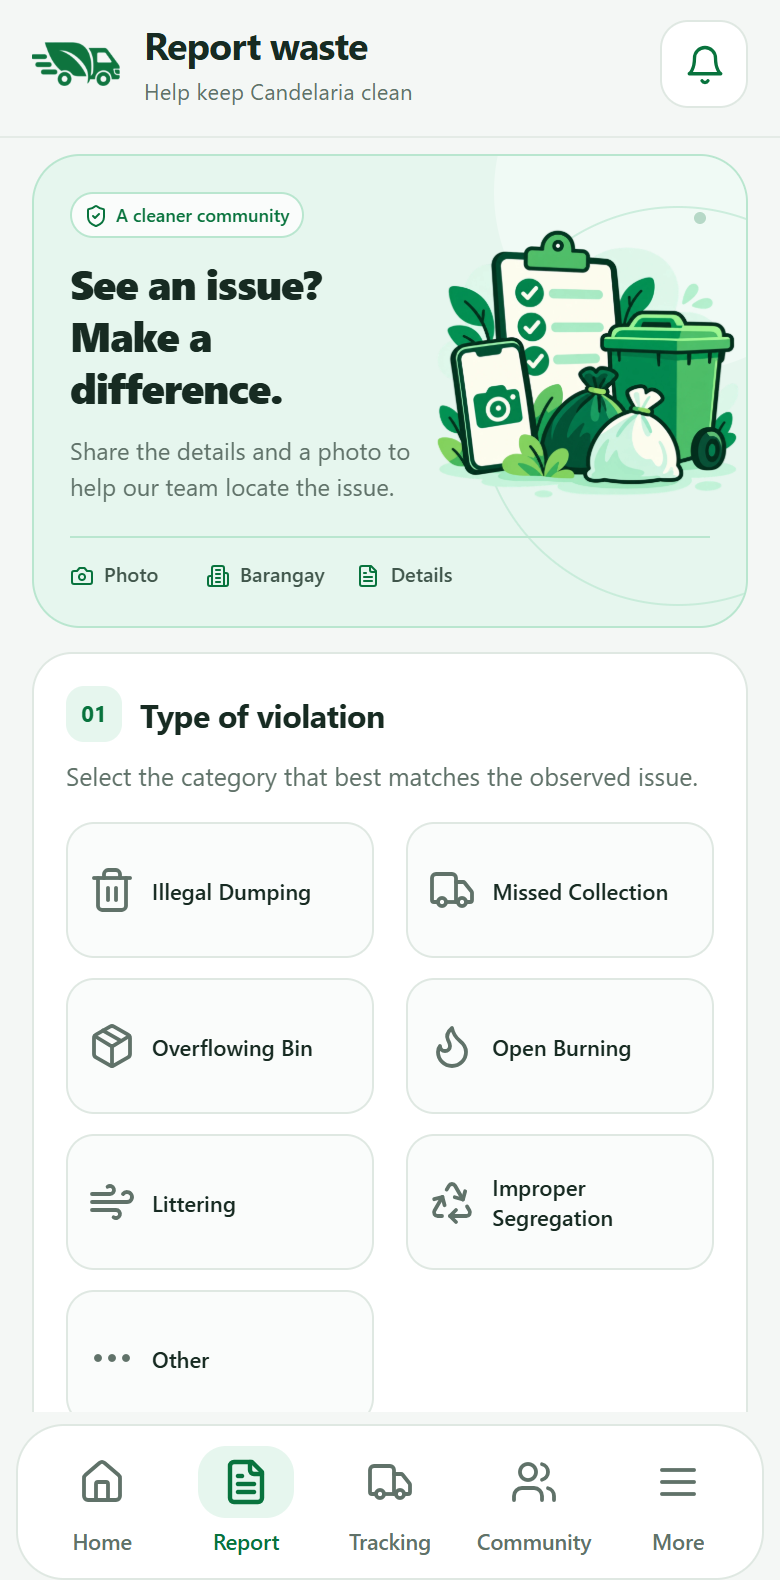 Report waste
Help keep Candelaria clean
A cleaner community
See an issue?
Make a
difference.
Share the details and a photo to
help our team locate the issue.
Photo
Barangay
Details
01
Type of violation
Select the category that best matches the observed issue.
Illegal Dumping
Missed Collection
Overflowing Bin
Open Burning
Littering
Improper
Segregation
Other
Home
Report
Tracking
Community
More